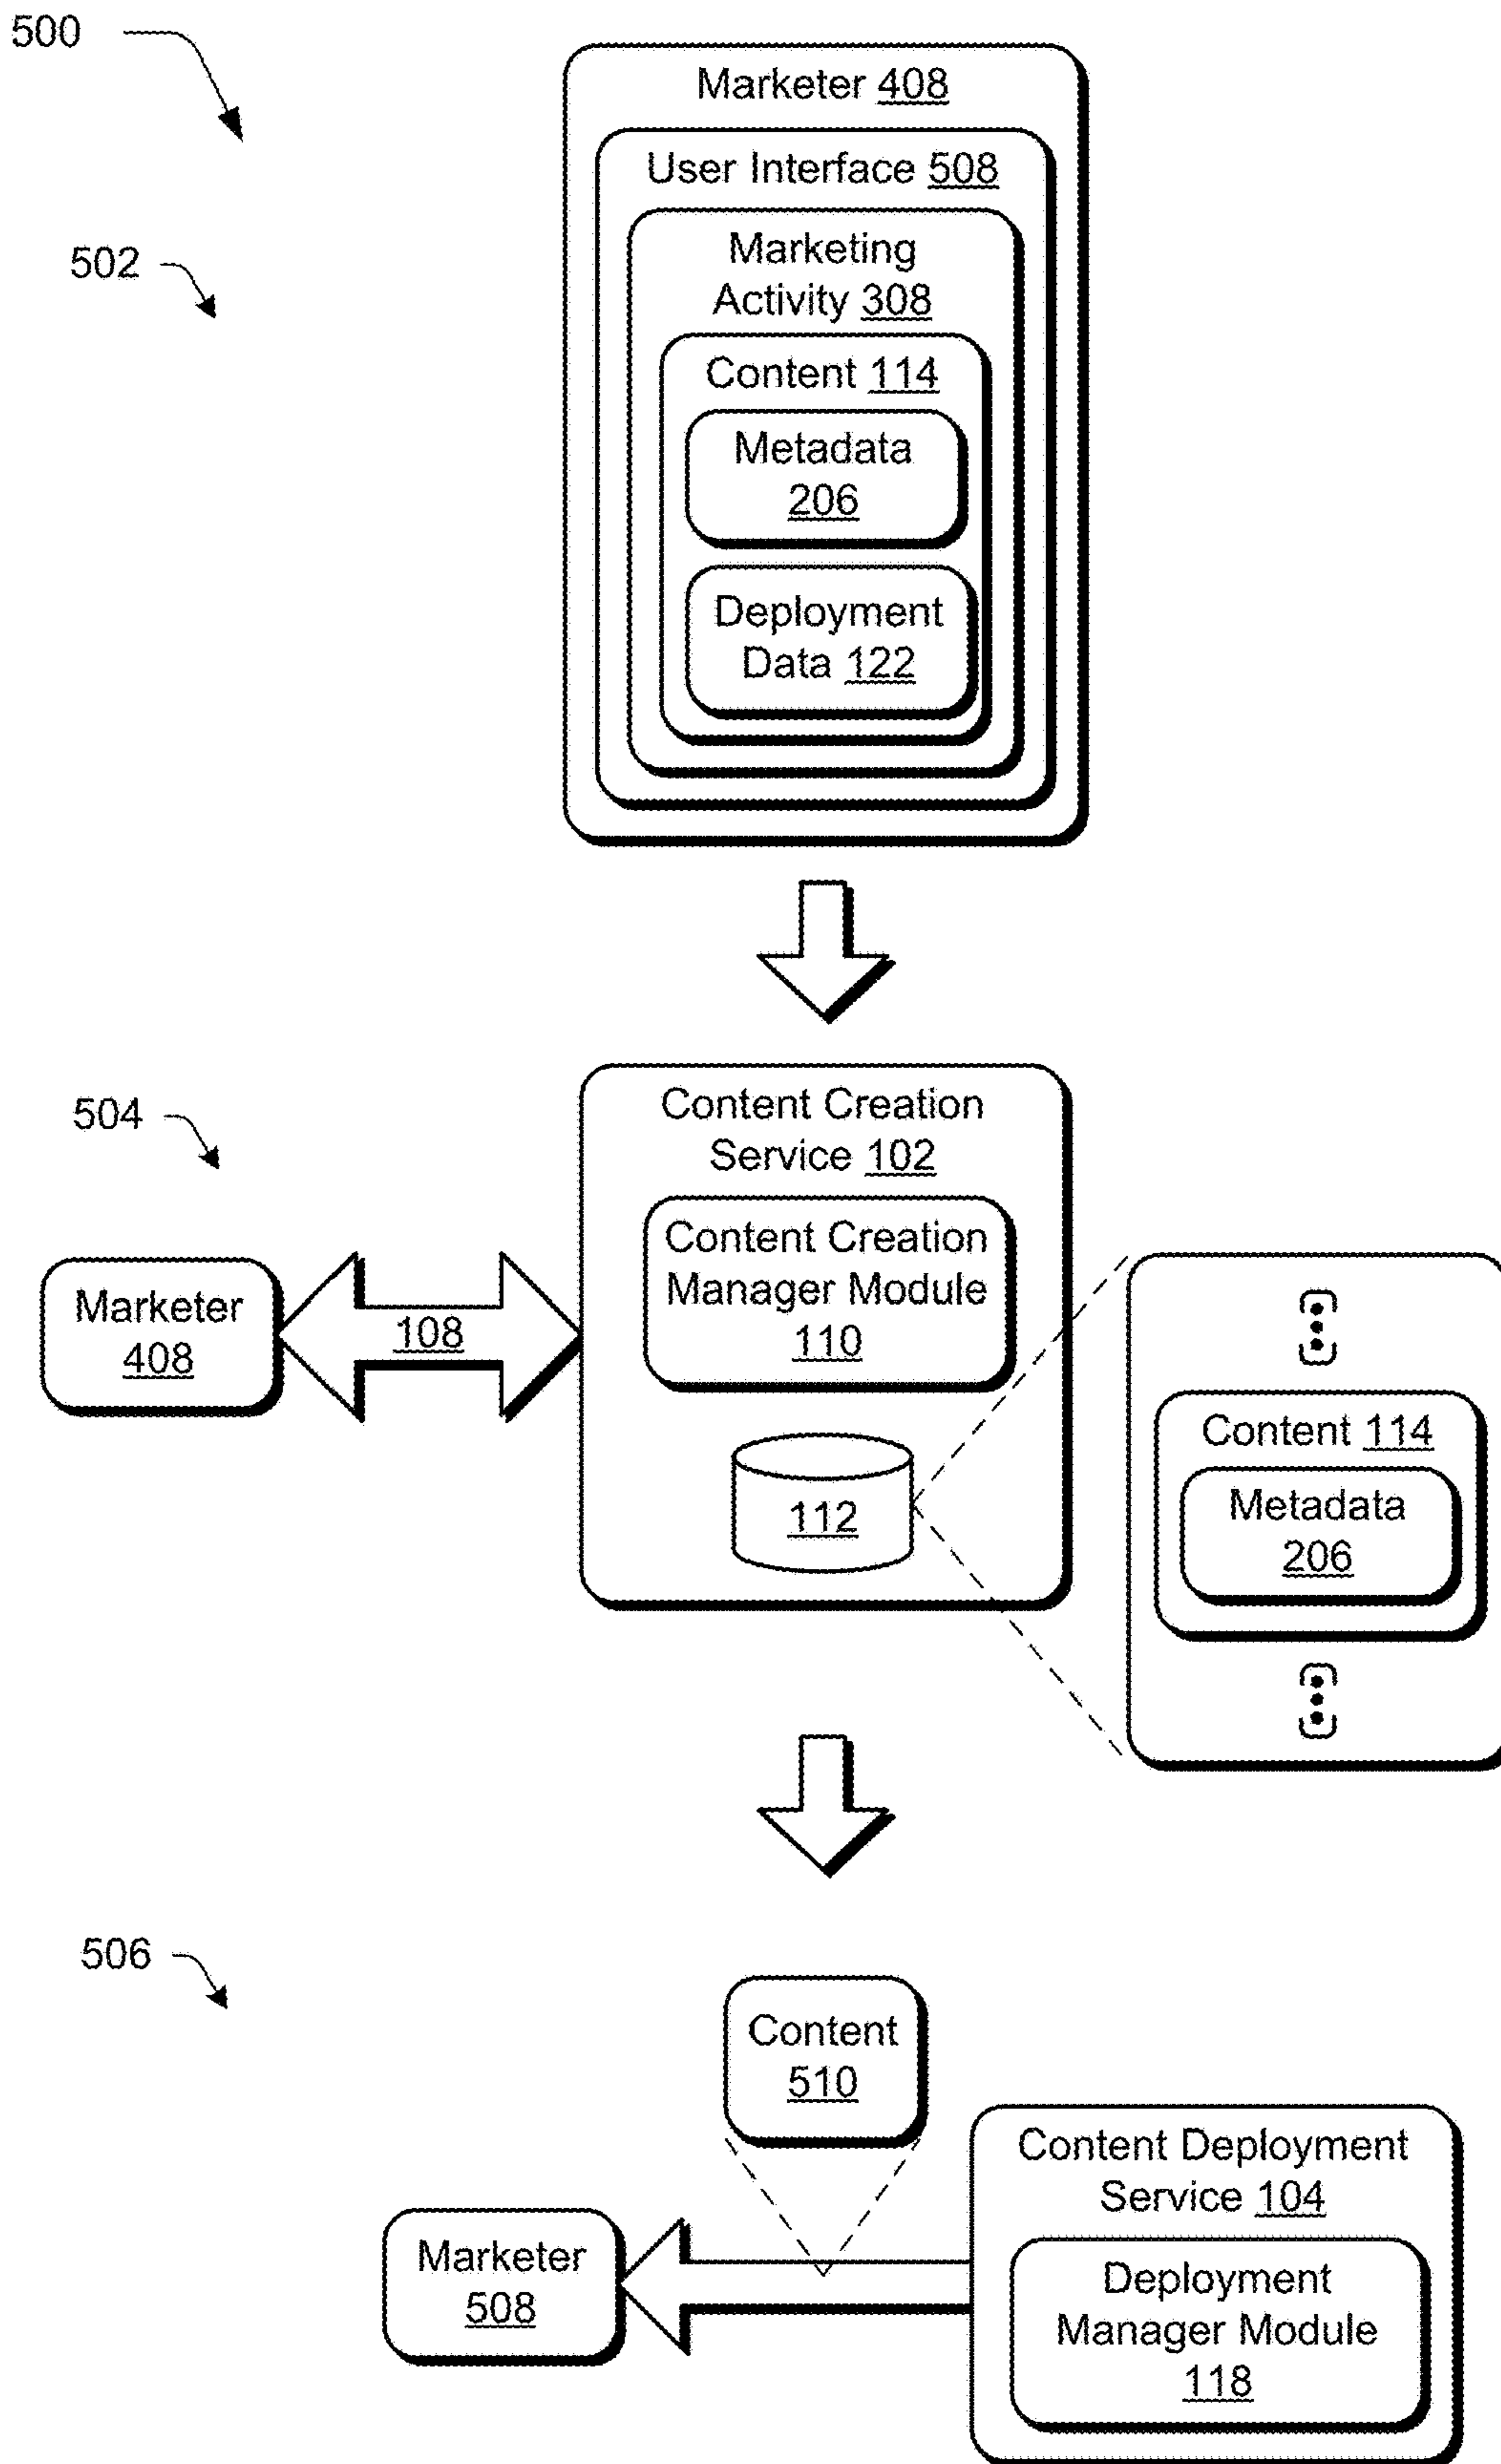 500
Marketer 408
User Interface 508
502
Marketing
Activity 308
Content 114
Metadata
206
Deployment
Data 122
504
Content Creation
Service 102
Content Creation
Manager Module
110
Marketer
408
108
112
Content 114
Metadata
206
506
Content
510
Content Deployment
Service 104
Marketer
508
Deployment
Manager Module
118